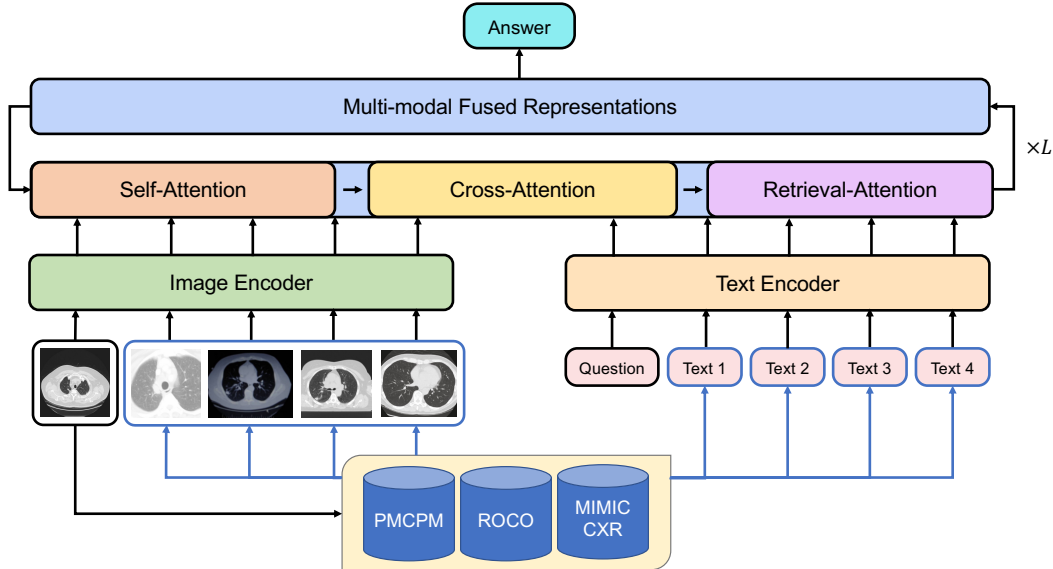 Answer
Multi-modal Fused Representations
×L
Self-Attention
Cross-Attention
Retrieval-Attention
Image Encoder
Text Encoder
Question
Text 1
Text 2
Text 3
Text 4
PMCPM
ROCO
MIMIC
CXR